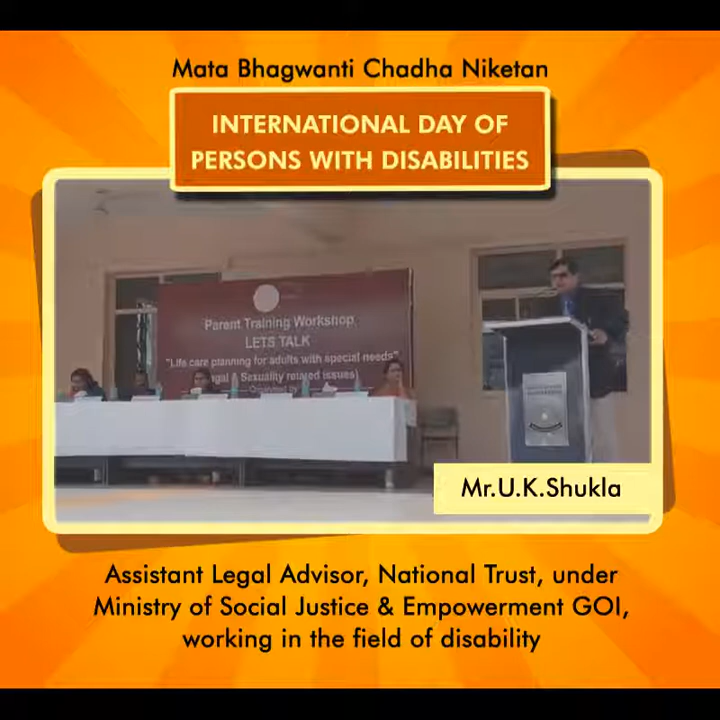 Mata Bhagwanti Chadha Niketan
INTERNATIONAL DAY OF
PERSONS WITH DISABILITIES
Parent Training Workshop
LETS TALK
"Life care planning for adults with special needs"
& Sexuality related issues
Mr.U.K.Shukla
Assistant Legal Advisor, National Trust, under
Ministry of Social Justice & Empowerment GOI,
working in the field of disability